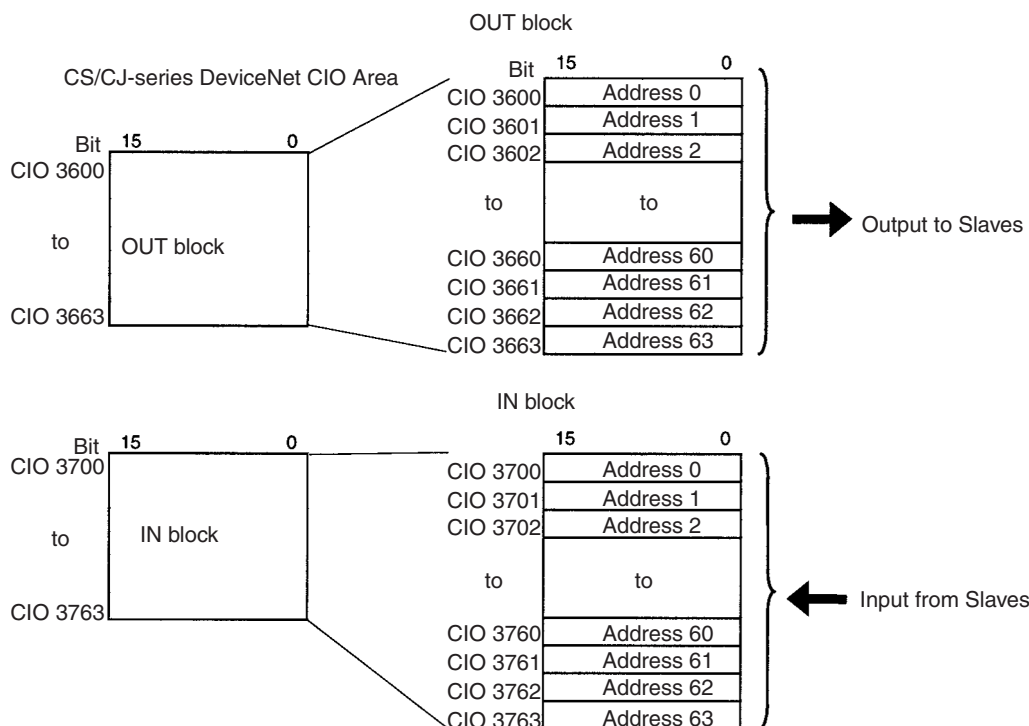 OUT block
CS/CJ-series DeviceNet CIO Area
Bit 15 0
CIO 3600
to
CIO 3663
OUT block
Bit 15 0
CIO 3600 Address 0
CIO 3601 Address 1
CIO 3602 Address 2
to to
CIO 3660 Address 60
CIO 3661 Address 61
CIO 3662 Address 62
CIO 3663 Address 63
Output to Slaves
IN block
Bit 15 0
CIO 3700
to
CIO 3763
IN block
15 0
CIO 3700 Address 0
CIO 3701 Address 1
CIO 3702 Address 2
to to
CIO 3760 Address 60
CIO 3761 Address 61
CIO 3762 Address 62
CIO 3763 Address 63
Input from Slaves